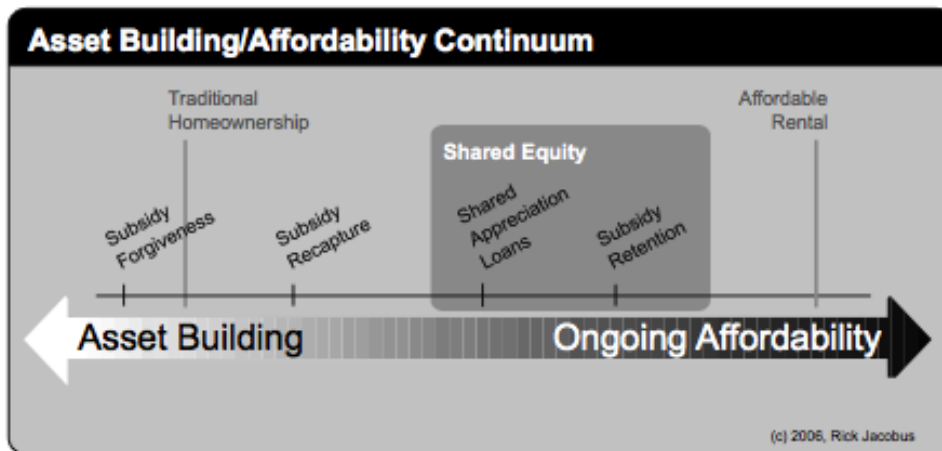 Asset Building/Affordability Continuum
Traditional
Homeownership
Affordable
Rental
Shared Equity
Subsidy
Forgiveness
Subsidy
Recapture
Shared
Appreciation
Loans
Subsidy
Retention
Asset Building
Ongoing Affordability
(c) 2006, Rick Jacobus